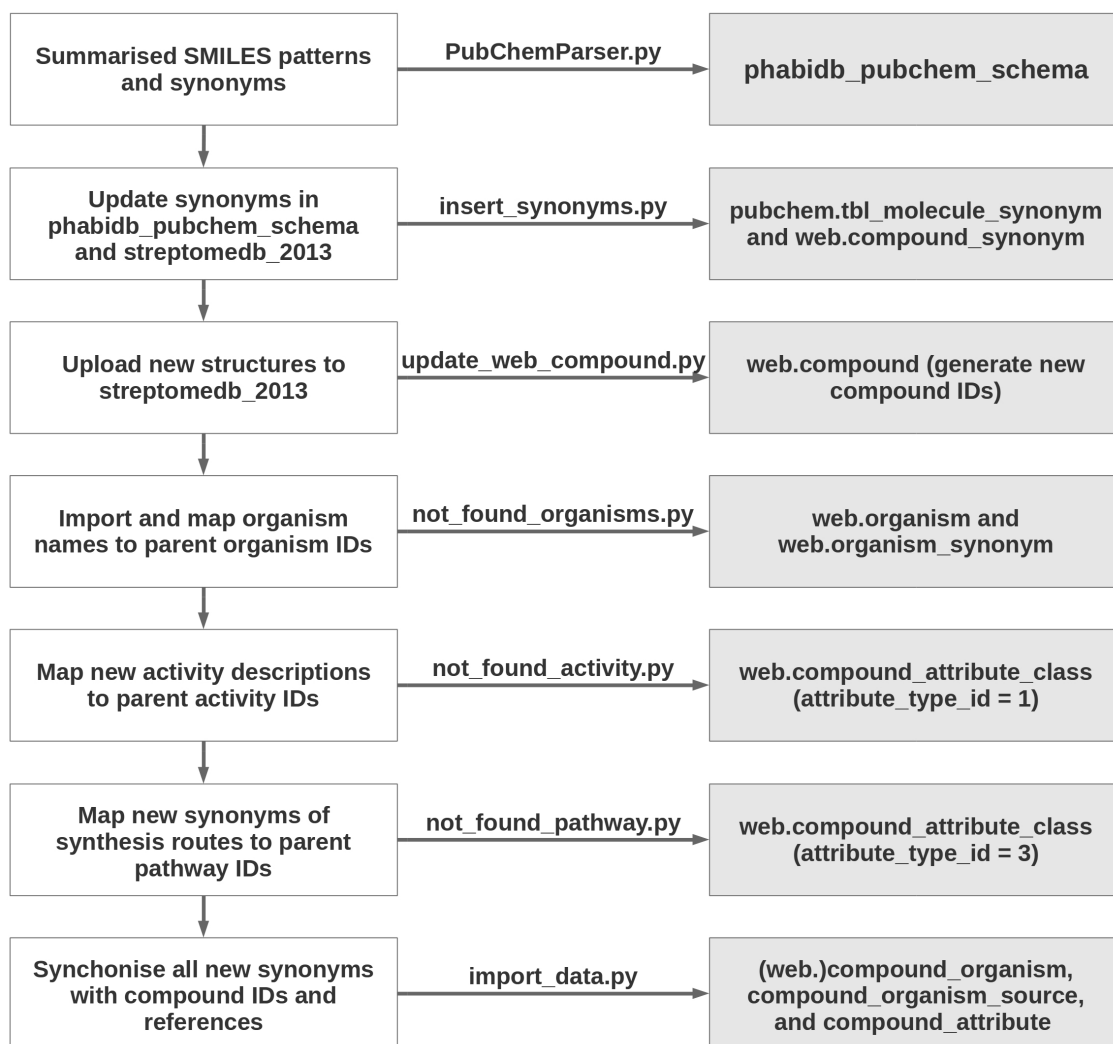 Summarised SMILES patterns
and synonyms
PubChemParser.py
phabidb_pubchem_schema
Update synonyms in
phabidb_pubchem_schema
and streptomedb_2013
insert_synonyms.py
pubchem.tbl_molecule_synonym
and web.compound_synonym
Upload new structures to
streptomedb_2013
update_web_compound.py
web.compound (generate new
compound IDs)
Import and map organism
names to parent organism IDs
not_found_organisms.py
web.organism and
web.organism_synonym
Map new activity descriptions
to parent activity IDs
not_found_activity.py
web.compound_attribute_class
(attribute_type_id = 1)
Map new synonyms of
synthesis routes to parent
pathway IDs
not_found_pathway.py
web.compound_attribute_class
(attribute_type_id = 3)
Synchonise all new synonyms
with compound IDs and
references
import_data.py
(web.)compound_organism,
compound_organism_source,
and compound_attribute